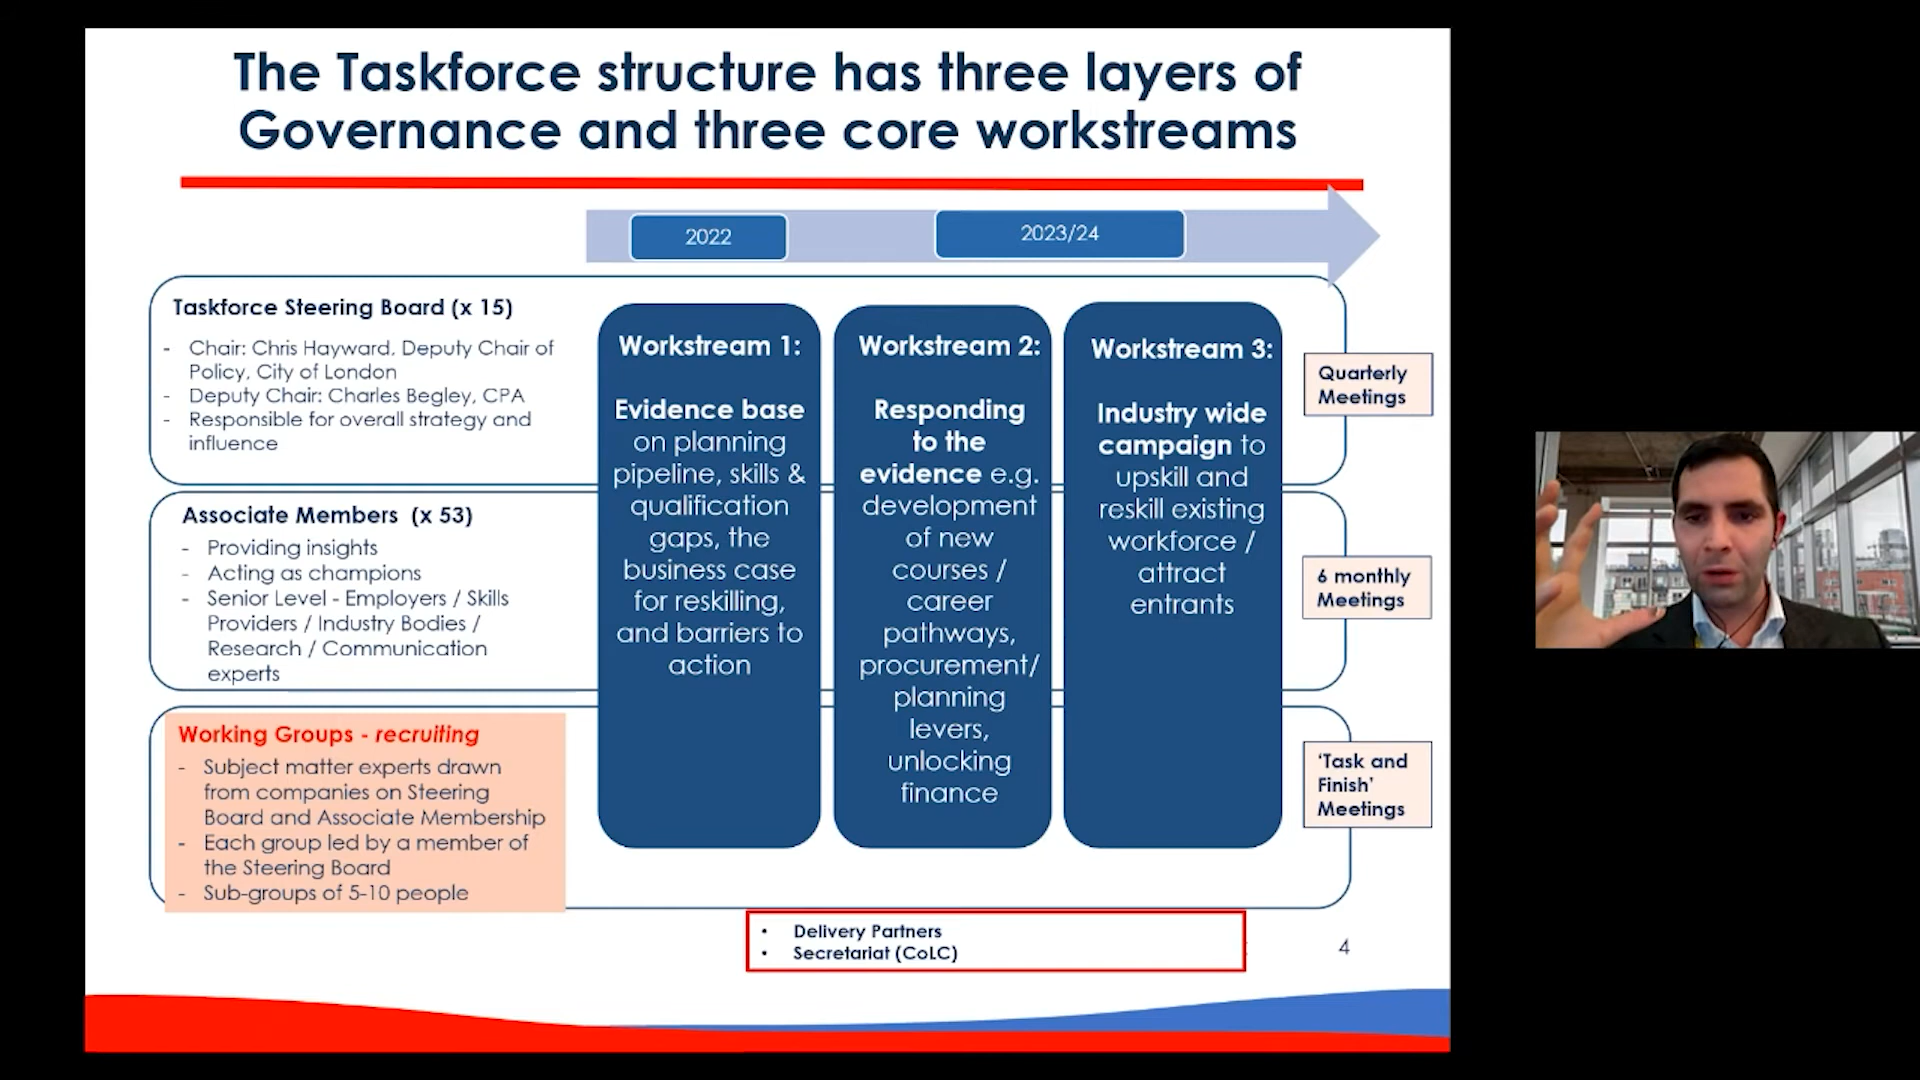 The Taskforce structure has three layers of
Governance and three core workstreams
2022
2023/24
Taskforce Steering Board (x 15)
- Chair: Chris Hayward, Deputy Chair of
Policy, City of London
- Deputy Chair: Charles Begley, CPA
- Responsible for overall strategy and
influence
Associate Members (x 53)
- Providing insights
- Acting as champions
- Senior Level - Employers / Skills
Providers / Industry Bodies /
Research / Communication
experts
Working Groups - recruiting
- Subject matter experts drawn
from companies on Steering
Board and Associate Membership
- Each group led by a member of
the Steering Board
- Sub-groups of 5-10 people
Workstream 1:
Evidence base
on planning
pipeline, skills &
qualification
gaps, the
business case
for reskilling,
and barriers to
action
Workstream 2:
Responding
to the
evidence e.g.
development
of new
courses /
career
pathways,
procurement/
planning
levers,
unlocking
finance
Workstream 3:
Industry wide
campaign to
upskill and
reskill existing
workforce /
attract
entrants
Quarterly
Meetings
6 monthly
Meetings
‘Task and
Finish’
Meetings
• Delivery Partners
• Secretariat (CoLC)
4